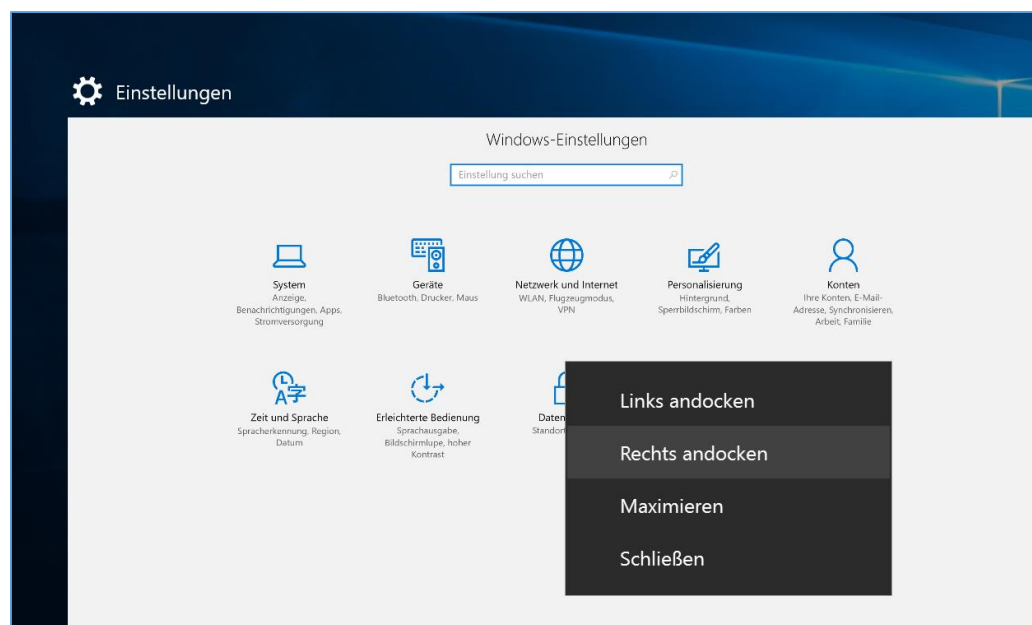 Einstellungen
Windows-Einstellungen
Einstellung suchen
System
Anzeige,
Benachrichtigungen, Apps,
Stromversorgung
Geräte
Bluetooth, Drucker, Maus
Netzwerk und Internet
WLAN, Flugzeugmodus,
VPN
Personalisierung
Hintergrund,
Sperrbildschirm, Farben
Konten
Ihre Konten, E-Mail-
Adresse, Synchronisieren,
Arbeit, Familie
Zeit und Sprache
Spracherkennung, Region,
Datum
Erleichterte Bedienung
Sprachausgabe,
Bildschirmlupe, hoher
Kontrast
Daten
Standort
Links andocken
Rechts andocken
Maximieren
Schließen